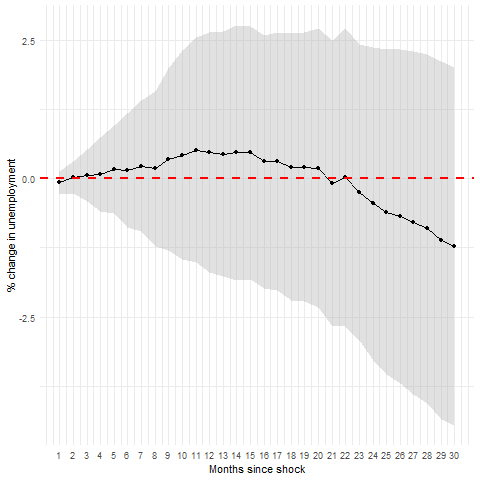 % change in unemployment
2.5
0.0
-2.5
1 2 3 4 5 6 7 8 9 10 11 12 13 14 15 16 17 18 19 20 21 22 23 24 25 26 27 28 29 30
Months since shock